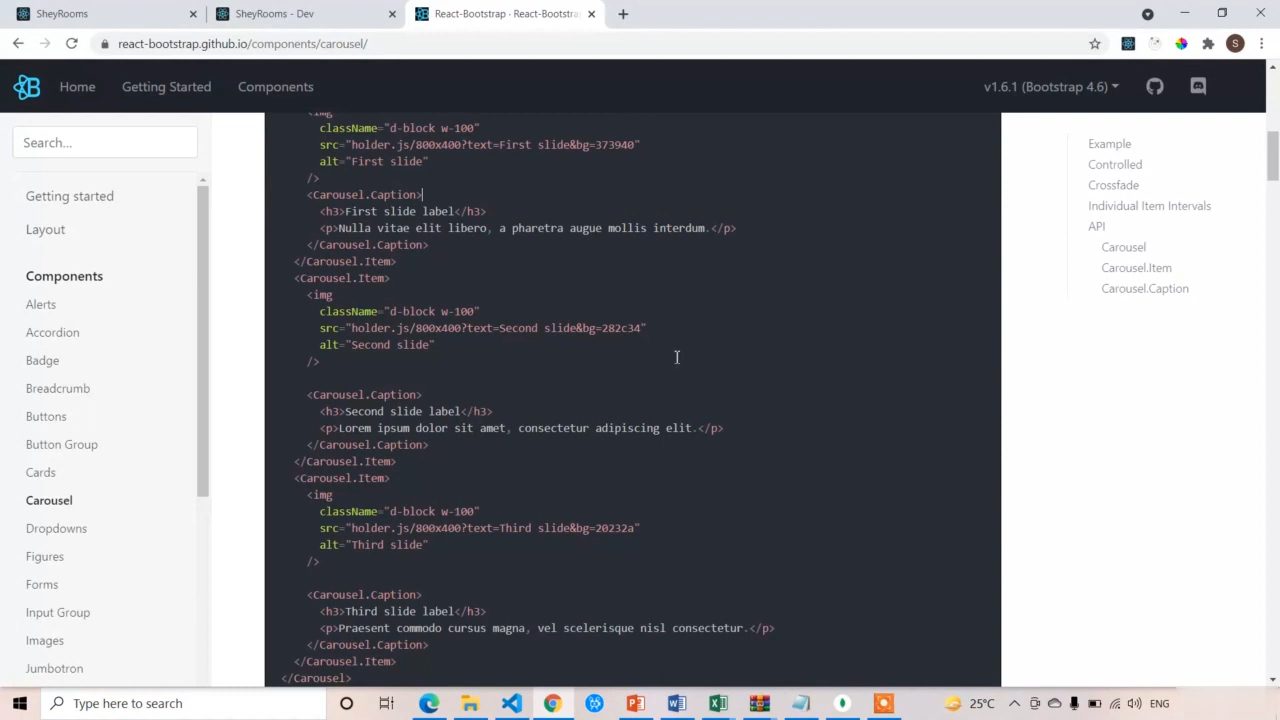 SheyRooms
SheyRooms - Dev
React-Bootstrap · React-Bootstra
react-bootstrap.github.io/components/carousel/
S
B
Home
Getting Started
Components
v1.6.1 (Bootstrap 4.6)
Search...
Getting started
Layout
Components
Alerts
Accordion
Badge
Breadcrumb
Buttons
Button Group
Cards
Carousel
Dropdowns
Figures
Forms
Input Group
Images
Jumbotron
<img
className="d-block w-100"
src="holder.js/800x400?text=First slide&bg=373940"
alt="First slide"
/>
<Carousel.Caption>
<h3>First slide label</h3>
<p>Nulla vitae elit libero, a pharetra augue mollis interdum.</p>
</Carousel.Caption>
</Carousel.Item>
<Carousel.Item>
<img
className="d-block w-100"
src="holder.js/800x400?text=Second slide&bg=282c34"
alt="Second slide"
/>
<Carousel.Caption>
<h3>Second slide label</h3>
<p>Lorem ipsum dolor sit amet, consectetur adipiscing elit.</p>
</Carousel.Caption>
</Carousel.Item>
<Carousel.Item>
<img
className="d-block w-100"
src="holder.js/800x400?text=Third slide&bg=20232a"
alt="Third slide"
/>
<Carousel.Caption>
<h3>Third slide label</h3>
<p>Praesent commodo cursus magna, vel scelerisque nisl consectetur.</p>
</Carousel.Caption>
</Carousel.Item>
</Carousel>
Example
Controlled
Crossfade
Individual Item Intervals
API
Carousel
Carousel.Item
Carousel.Caption
Type here to search
25°C
ENG